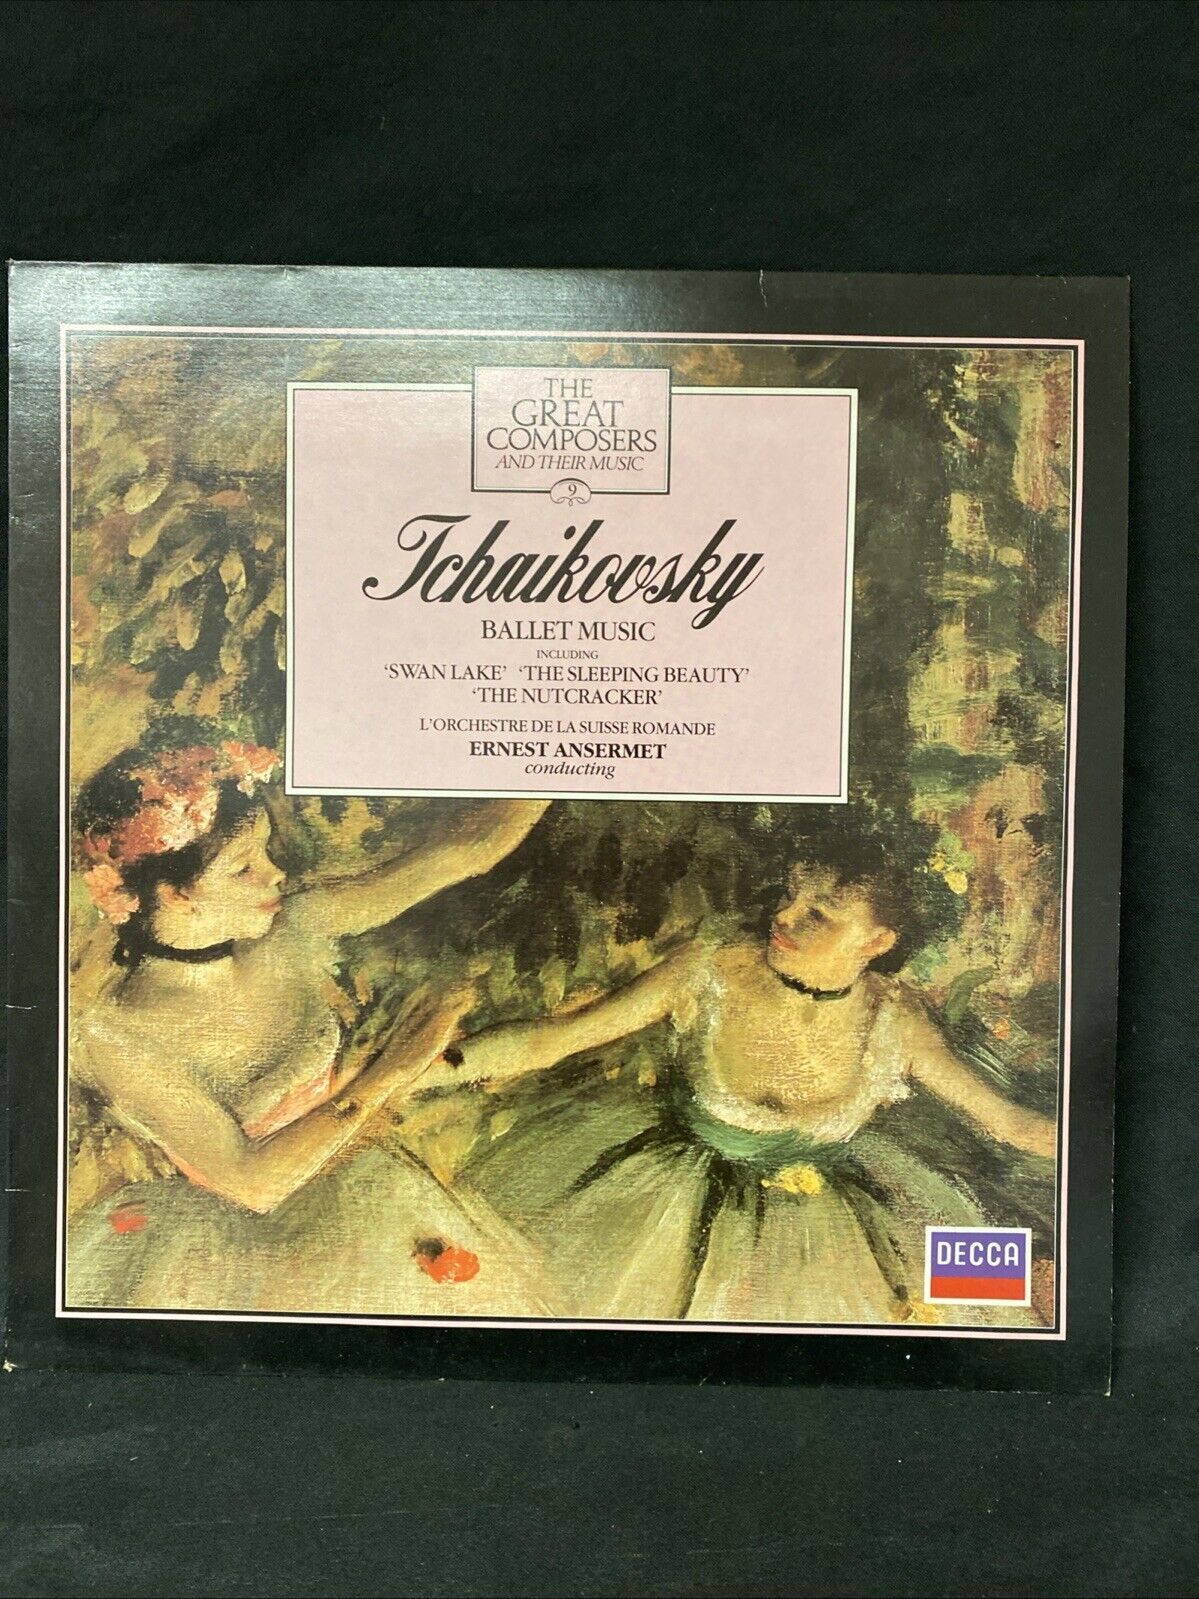 THE
GREAT
COMPOSERS
AND THEIR MUSIC
9
Tchaikovsky
BALLET MUSIC
INCLUDING
‘SWAN LAKE’ ‘THE SLEEPING BEAUTY’
‘THE NUTCRACKER’
L’ORCHESTRE DE LA SUISSE ROMANDE
ERNEST ANSERMET
conducting
DECCA